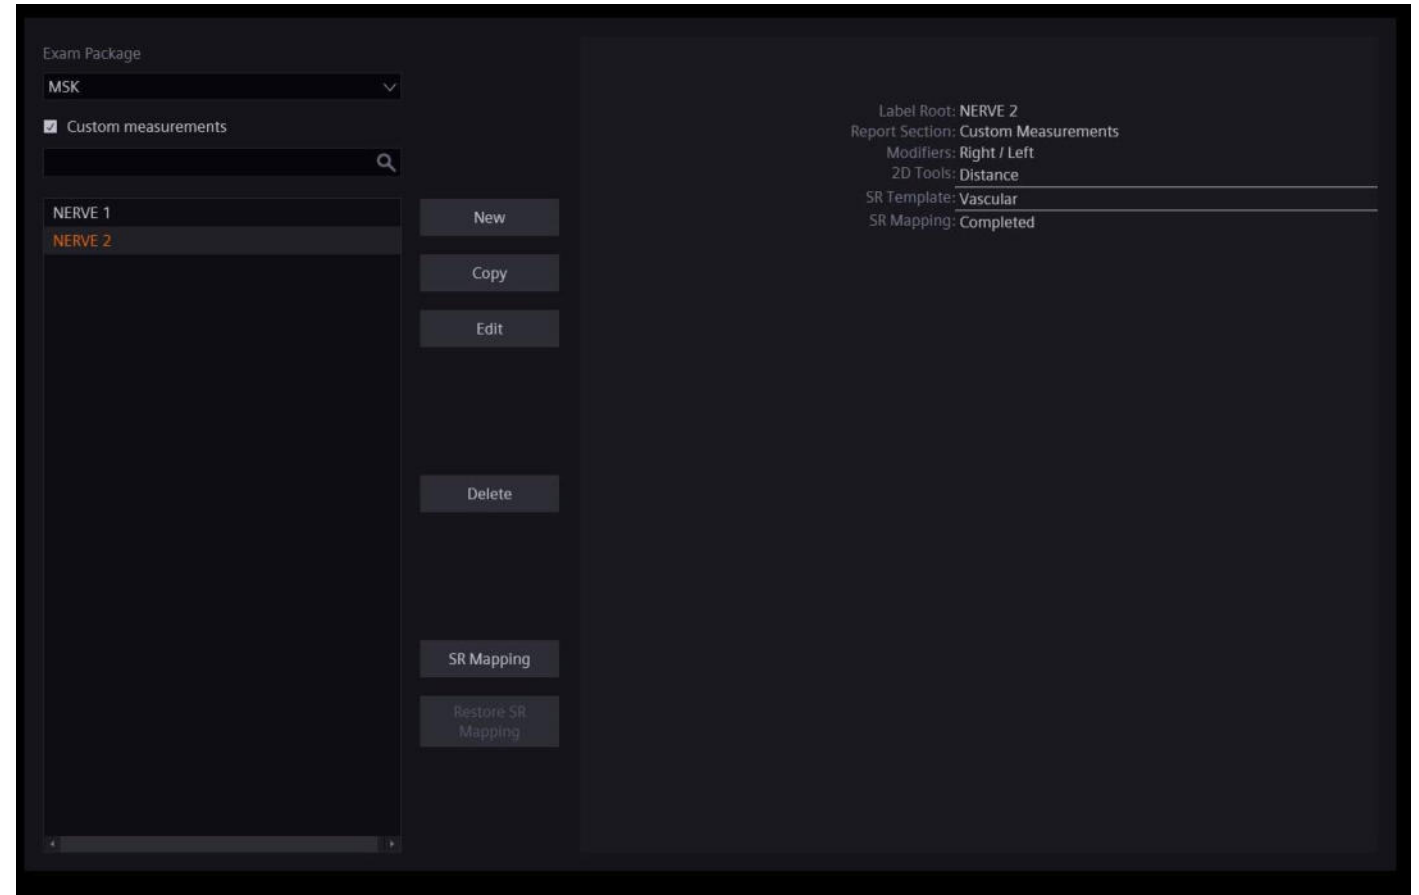 Exam Package
MSK
Custom measurements
NERVE 1
NERVE 2
New
Copy
Edit
Delete
SR Mapping
Restore SR
Mapping
Label Root: NERVE 2
Report Section: Custom Measurements
Modifiers: Right / Left
2D Tools: Distance
SR Template: Vascular
SR Mapping: Completed